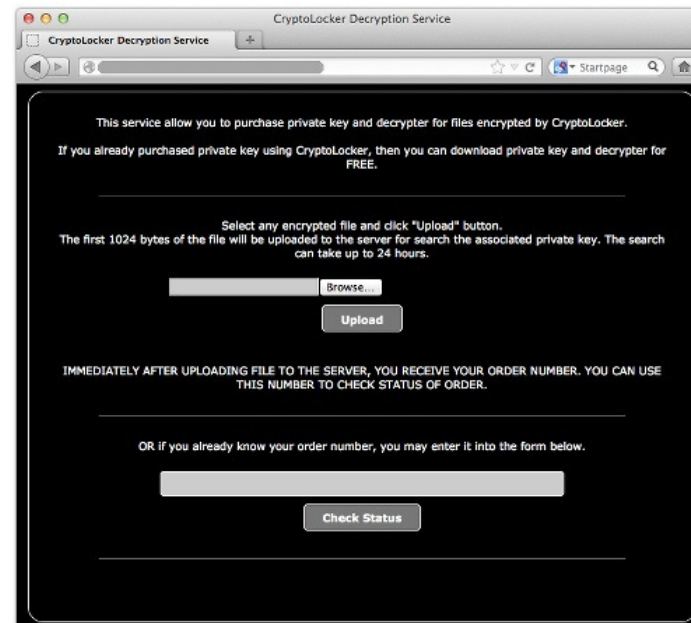 CryptoLocker Decryption Service
CryptoLocker Decryption Service
Startpage
This service allow you to purchase private key and decrypter for files encrypted by CryptoLocker.
If you already purchased private key using CryptoLocker, then you can download private key and decrypter for
FREE.
Select any encrypted file and click "Upload" button.
The first 1024 bytes of the file will be uploaded to the server for search the associated private key. The search
can take up to 24 hours.
Browse...
Upload
IMMEDIATELY AFTER UPLOADING FILE TO THE SERVER, YOU RECEIVE YOUR ORDER NUMBER. YOU CAN USE
THIS NUMBER TO CHECK STATUS OF ORDER.
OR if you already know your order number, you may enter it into the form below.
Check Status